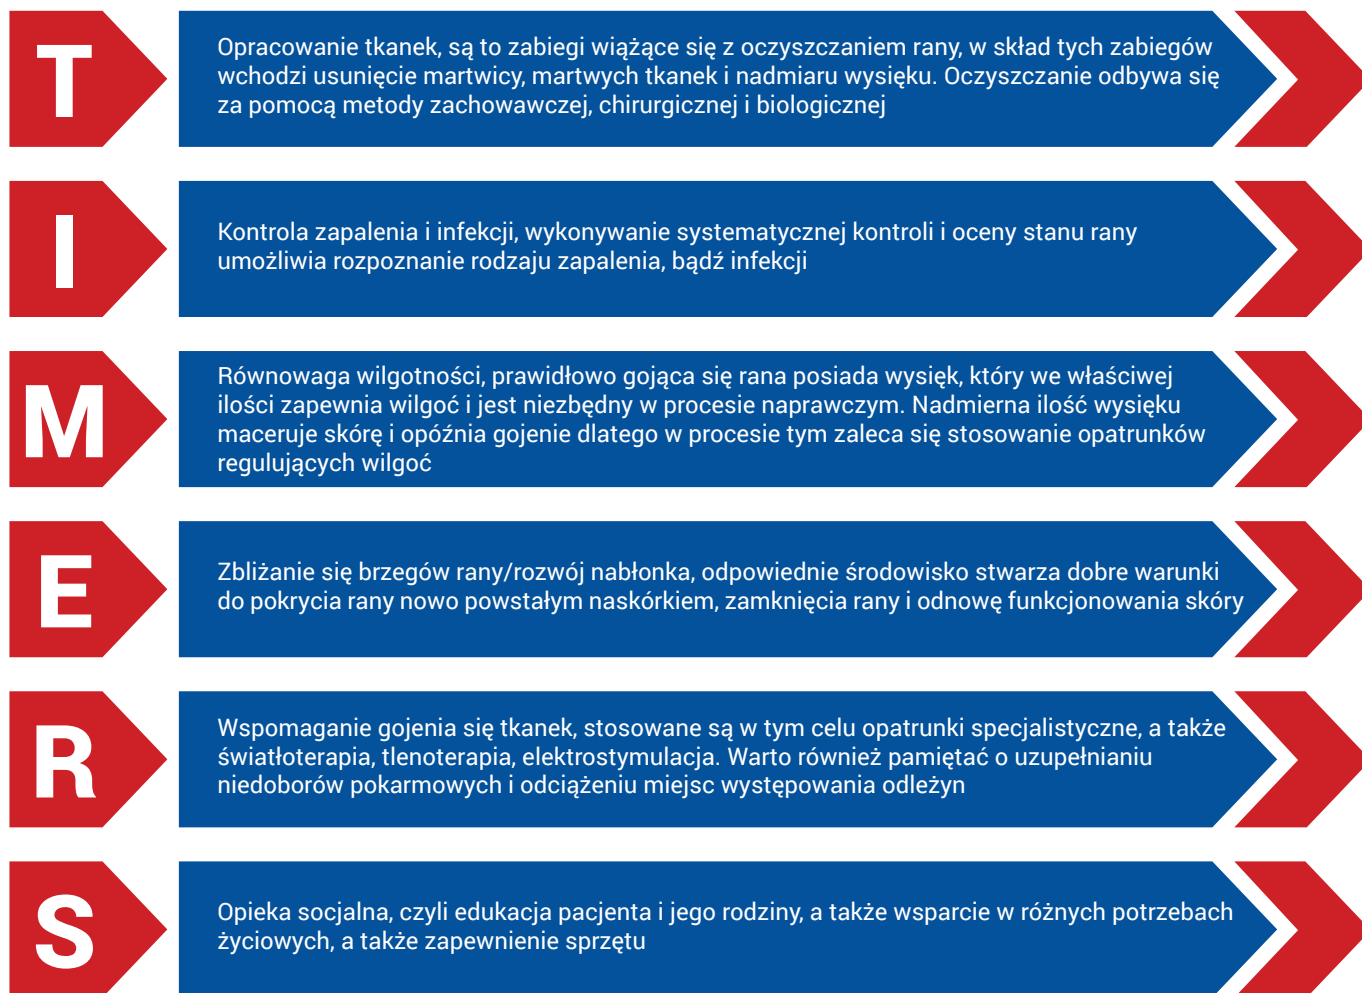 T
Opracowanie tkanek, są to zabiegi wiążące się z oczyszczaniem rany, w skład tych zabiegów
wchodzi usunięcie martwicy, martwych tkanek i nadmiaru wysięku. Oczyszczanie odbywa się
za pomocą metody zachowawczej, chirurgicznej i biologicznej
I
Kontrola zapalenia i infekcji, wykonywanie systematycznej kontroli i oceny stanu rany
umożliwia rozpoznanie rodzaju zapalenia, bądź infekcji
M
Równowaga wilgotności, prawidłowo gojąca się rana posiada wysięk, który we właściwej
ilości zapewnia wilgoć i jest niezbędny w procesie naprawczym. Nadmierna ilość wysięku
maceruje skórę i opóźnia gojenie dlatego w procesie tym zaleca się stosowanie opatrunków
regulujących wilgoć
E
Zbliżanie się brzegów rany/rozwój nabłonka, odpowiednie środowisko stwarza dobre warunki
do pokrycia rany nowo powstałym naskórkiem, zamknięcia rany i odnowę funkcjonowania skóry
R
Wspomaganie gojenia się tkanek, stosowane są w tym celu opatrunki specjalistyczne, a także
światłoterapia, tlenoterapia, elektrostymulacja. Warto również pamiętać o uzupełnianiu
niedoborów pokarmowych i odciążeniu miejsc występowania odleżyn
S
Opieka socjalna, czyli edukacja pacjenta i jego rodziny, a także wsparcie w różnych potrzebach
życiowych, a także zapewnienie sprzętu